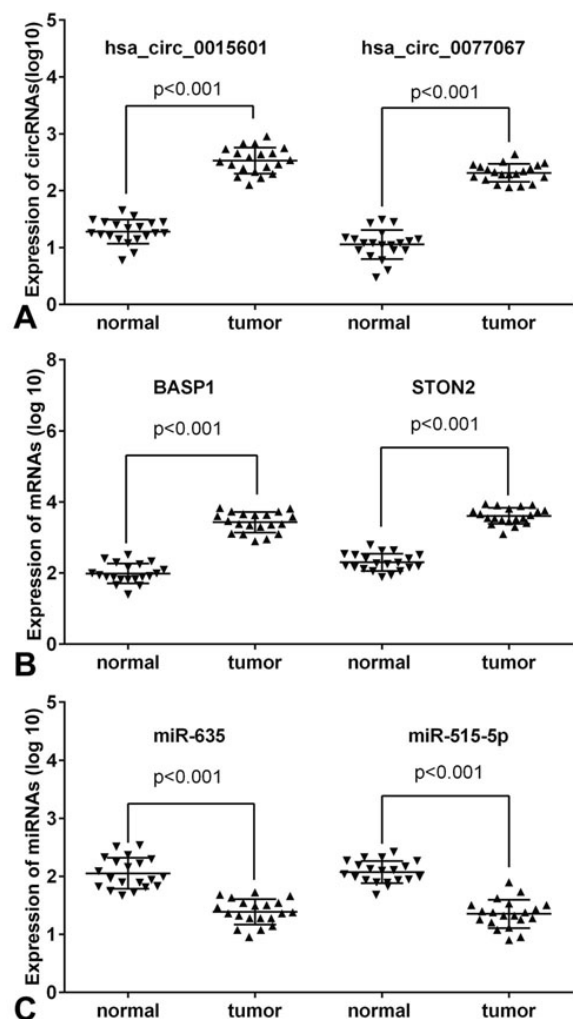 Expression of circRNAs(log10)
5
4
3
2
1
0
hsa_circ_0015601 hsa_circ_0077067
p<0.001 p<0.001
normal tumor normal tumor
A
Expression of mRNAs (log 10)
8
6
4
2
0
BASP1 STON2
p<0.001 p<0.001
normal tumor normal tumor
B
Expression of miRNAs (log 10)
5
4
3
2
1
0
miR-635 miR-515-5p
p<0.001 p<0.001
normal tumor normal tumor
C